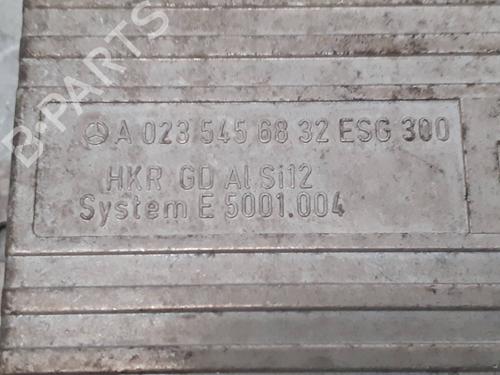 B-PARTS
A 023 545 68 32 ESG 300
HKR GD Al Si12
System E 5001.004